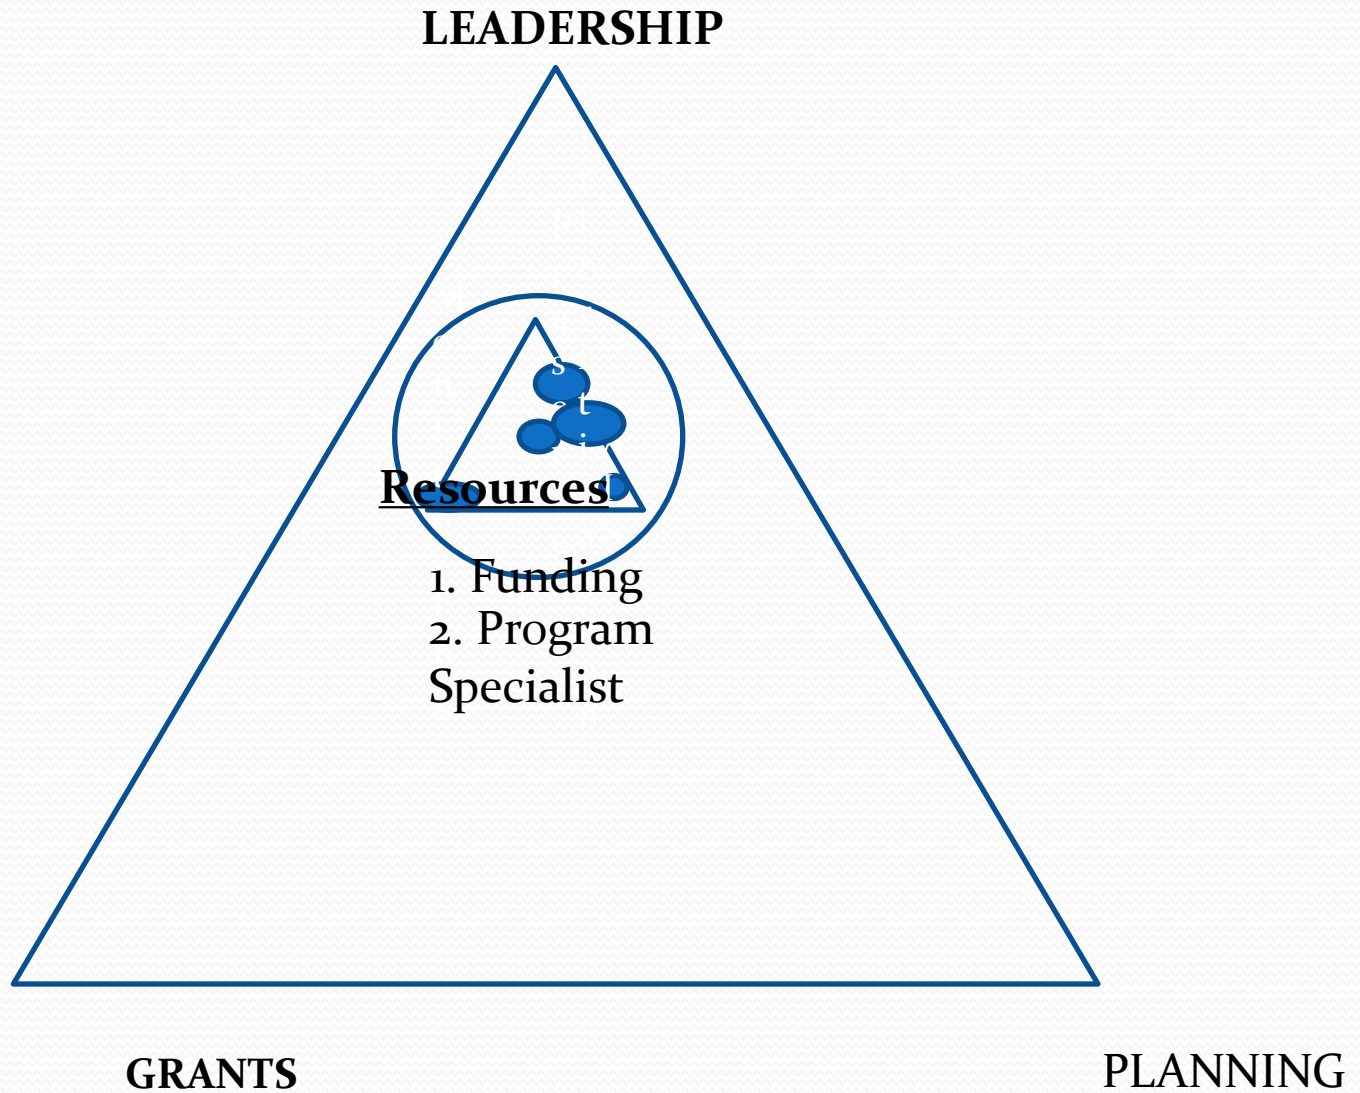 LEADERSHIP
Resources
1. Funding
2. Program
Specialist
GRANTS
PLANNING